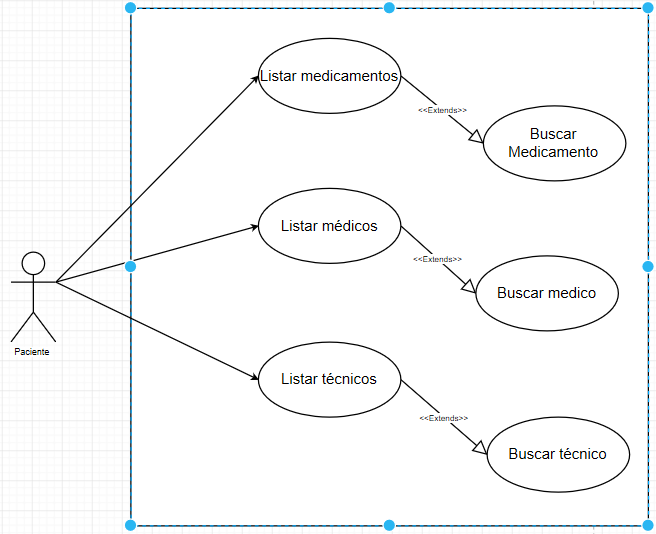 Listar medicamentos
<<Extends>>
Buscar
Medicamento
Listar médicos
<<Extends>>
Buscar medico
Paciente
Listar técnicos
<<Extends>>
Buscar técnico